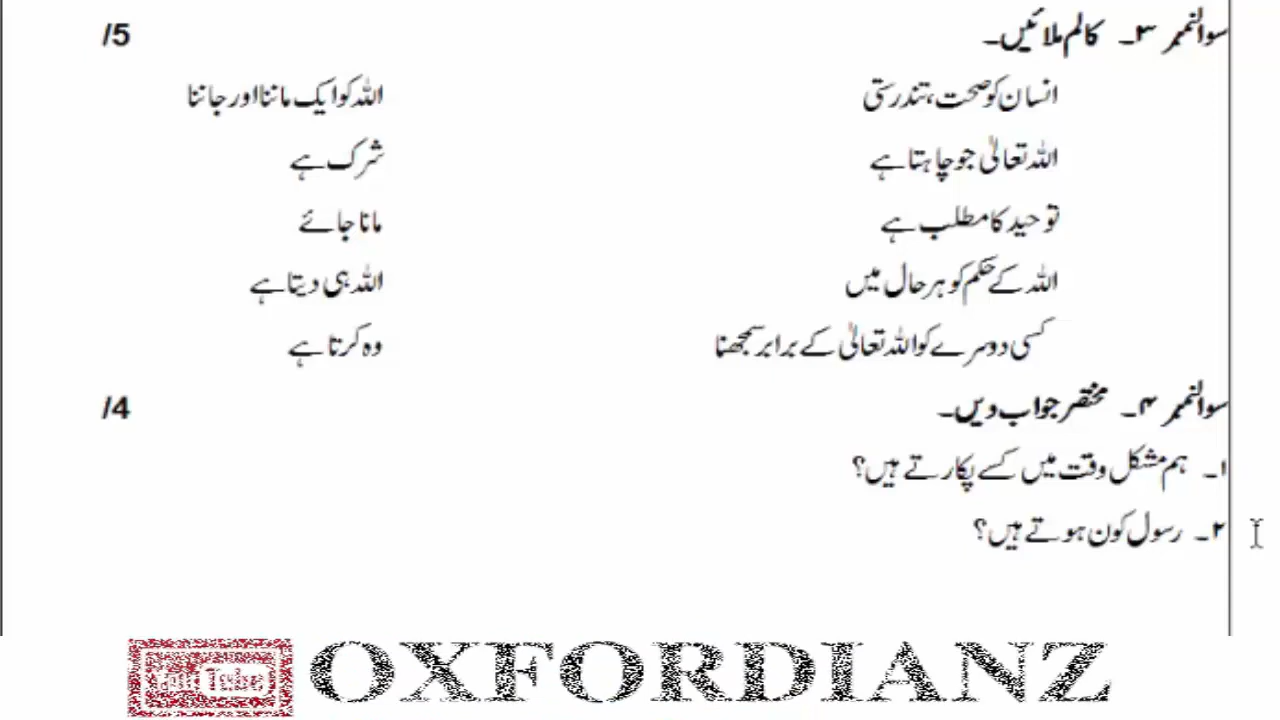 سوالنمبر ۳۔ کالم ملائیں۔ /5
انسان کو صحت، تندرستی اللہ کو ایک ماننا اور جاننا
اللہ تعالیٰ جو چاہتا ہے شرک ہے
توحید کا مطلب ہے مانا جائے
اللہ کے حکم کو ہر حال میں اللہ ہی دیتا ہے
کسی دوسرے کو اللہ تعالیٰ کے برابر سمجھنا وہ کرتا ہے
سوالنمبر ۴۔ مختصر جواب دیں۔ /4
۱۔ ہم مشکل وقت میں کسے پکارتے ہیں؟
۲۔ رسول کون ہوتے ہیں؟
You Tube OXFORDIANZ